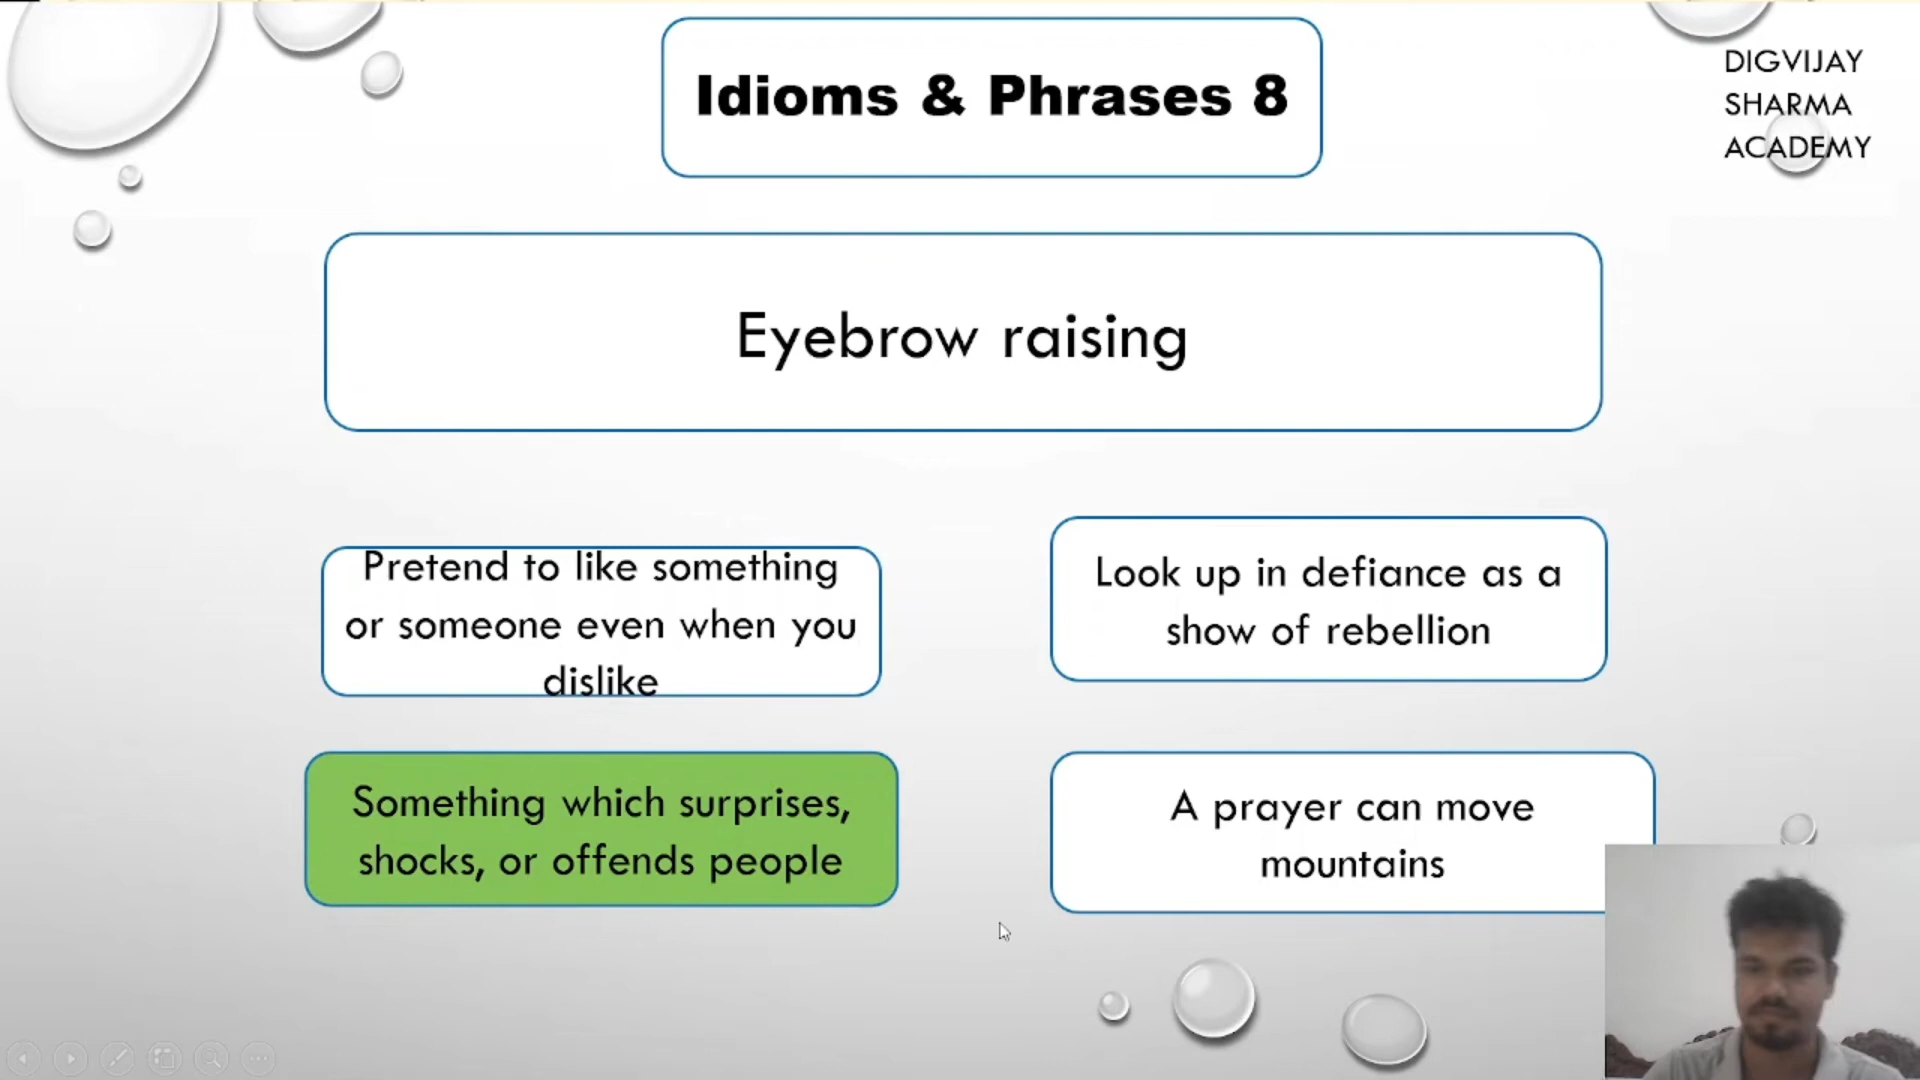 Idioms & Phrases 8
DIGVIJAY
SHARMA
ACADEMY
Eyebrow raising
Pretend to like something
or someone even when you
dislike
Look up in defiance as a
show of rebellion
Something which surprises,
shocks, or offends people
A prayer can move
mountains